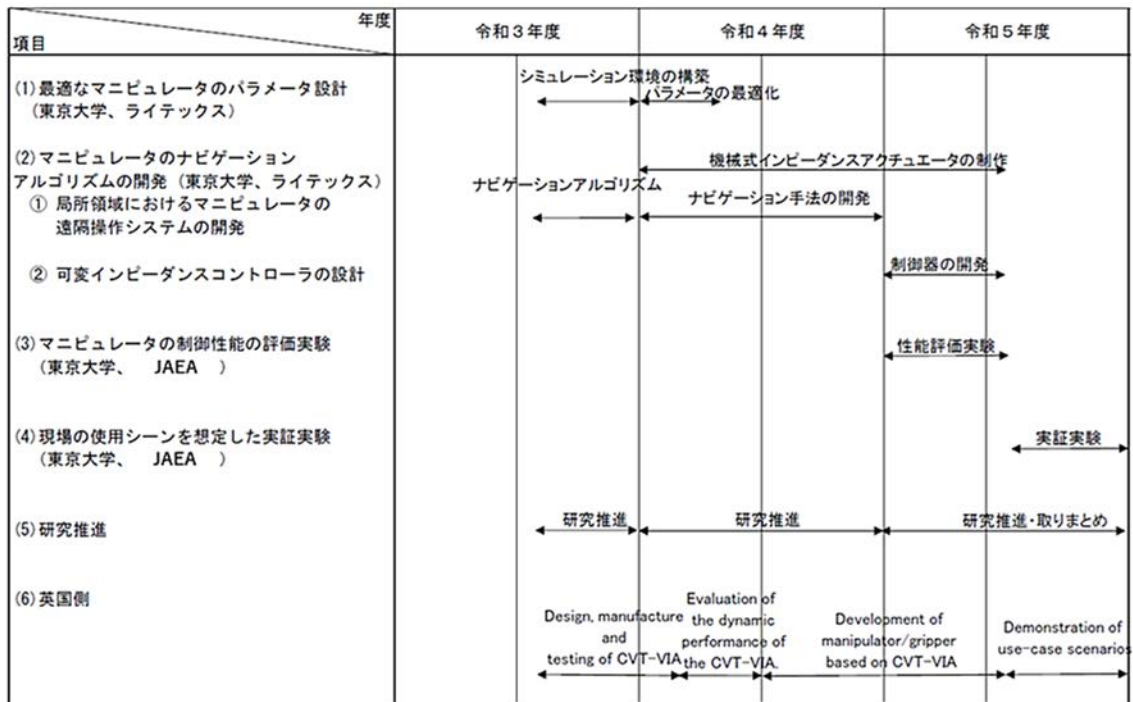 年度
項目
令和3年度
令和4年度
令和5年度
(1)最適なマニピュレータのパラメータ設計
(東京大学、ライテックス)
シミュレーション環境の構築
パラメータの最適化
(2)マニピュレータのナビゲーション
アルゴリズムの開発(東京大学、ライテックス)
機械式インピーダンスアクチュエータの制作
① 局所領域におけるマニピュレータの
遠隔操作システムの開発
ナビゲーションアルゴリズム
ナビゲーション手法の開発
② 可変インピーダンスコントローラの設計
制御器の開発
(3)マニピュレータの制御性能の評価実験
(東京大学、 JAEA )
性能評価実験
(4)現場の使用シーンを想定した実証実験
(東京大学、 JAEA )
実証実験
(5)研究推進
研究推進
研究推進
研究推進・取りまとめ
(6)英国側
Design, manufacture
and
testing of CVT-VIA
Evaluation of
the dynamic
performance of
the CVT-VIA.
Development of
manipulator/gripper
based on CVT-VIA
Demonstration of
use-case scenarios